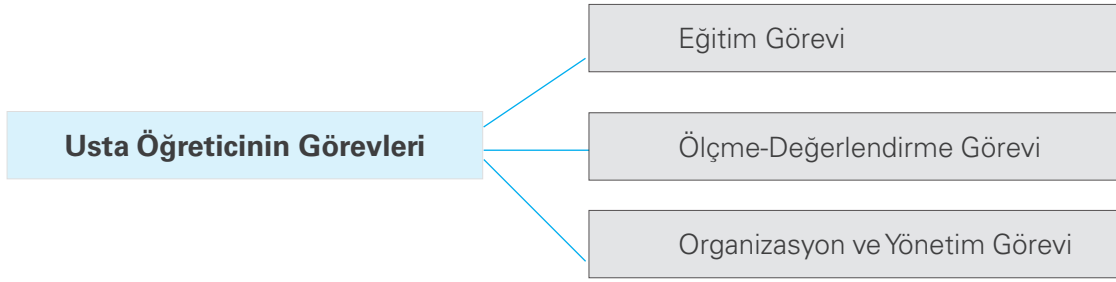 Eğitim Görevi
Usta Öğreticinin Görevleri
Ölçme-Değerlendirme Görevi
Organizasyon ve Yönetim Görevi